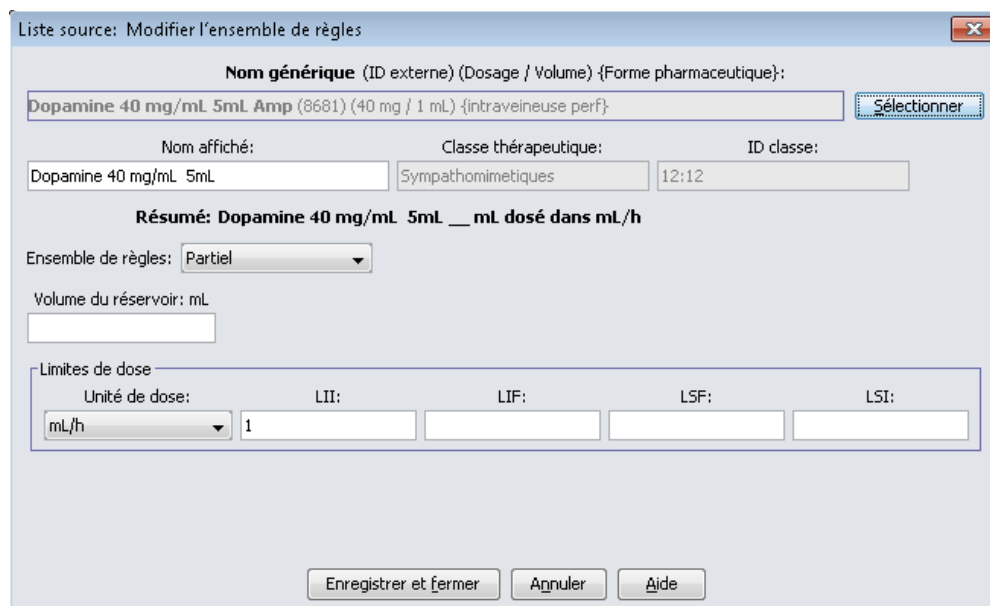 Liste source: Modifier l'ensemble de règles
Nom générique (ID externe) (Dosage / Volume) {Forme pharmaceutique}:
Dopamine 40 mg/mL 5mL Amp (8681) (40 mg / 1 mL) {intraveineuse perf} Sélectionner
Nom affiché: Classe thérapeutique: ID classe:
Dopamine 40 mg/mL 5mL Sympathomimetiques 12:12
Résumé: Dopamine 40 mg/mL 5mL __ mL dosé dans mL/h
Ensemble de règles: Partiel
Volume du réservoir: mL
Limites de dose
Unité de dose: LII: LIF: LSF: LSI:
mL/h 1
Enregistrer et fermer Annuler Aide